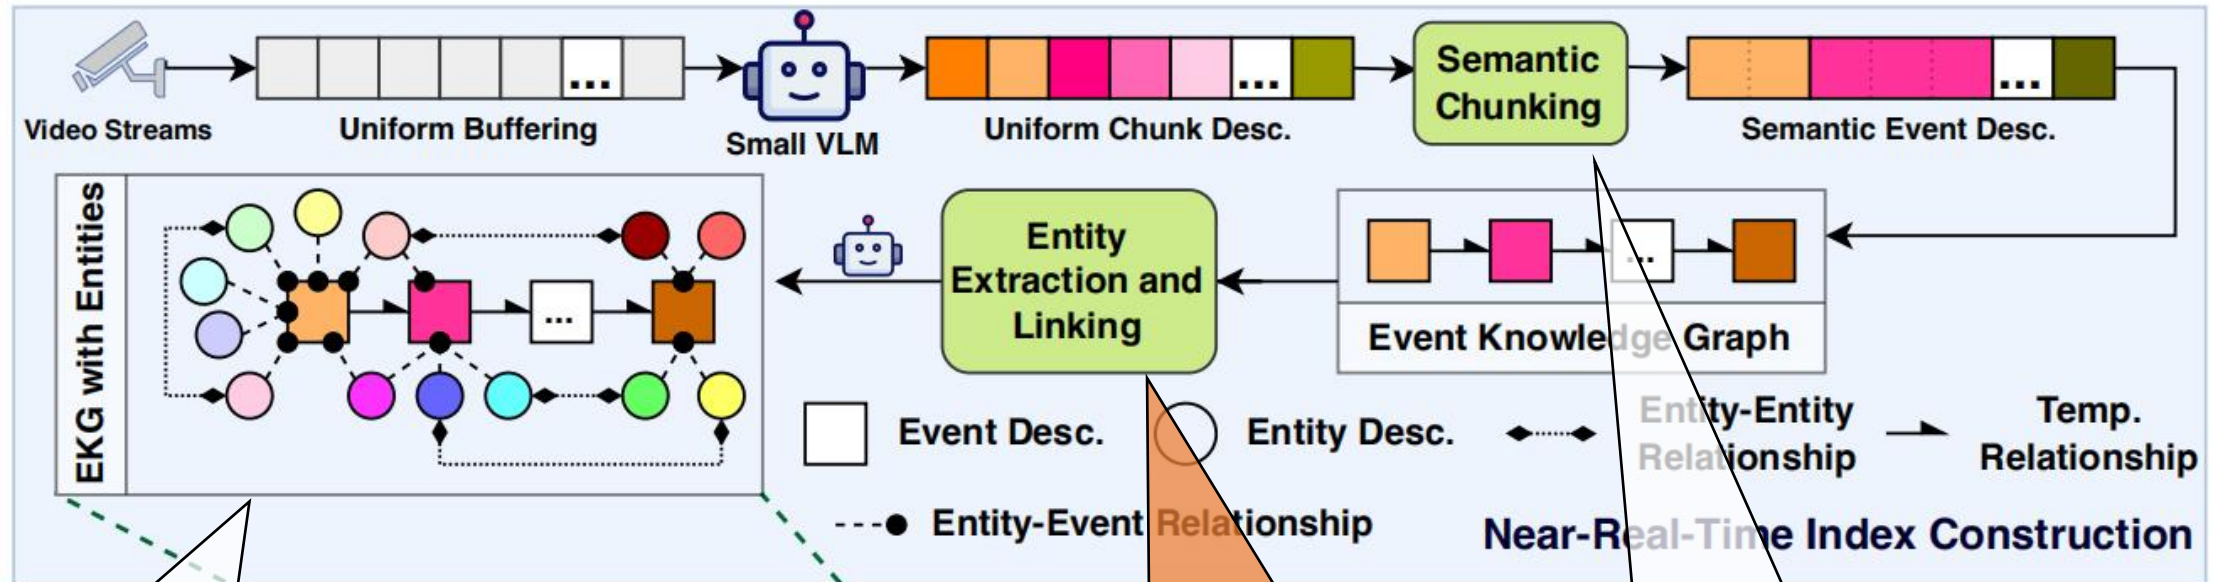 Video Streams
Uniform Buffering
...
Small VLM
Uniform Chunk Desc.
...
Semantic
Chunking
Semantic Event Desc.
...
EKG with Entities
...
Entity
Extraction and
Linking
...
Event Knowledge Graph
Event Desc.
Entity Desc.
Entity-Entity
Relationship
Temp.
Relationship
Entity-Event Relationship
Near-Real-Time Index Construction